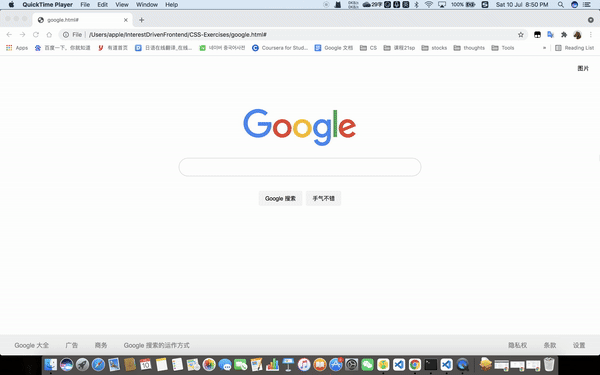 QuickTime Player File Edit View Window Help 100% Sat 10 Jul 8:50 PM
google.html#
File /Users/apple/InterestDrivenFrontend/CSS-Exercises/google.html#
Apps 百度一下，你就知道 有道首页 日语在线翻译_在线... 네이버 중국어사전 Coursera for Stud... Google 文档 CS 课程21sp stocks thoughts Tools » Reading List
图片
Google
Google 搜索 手气不错
Google 大全 广告 商务 Google 搜索的运作方式 隐私权 条款 设置